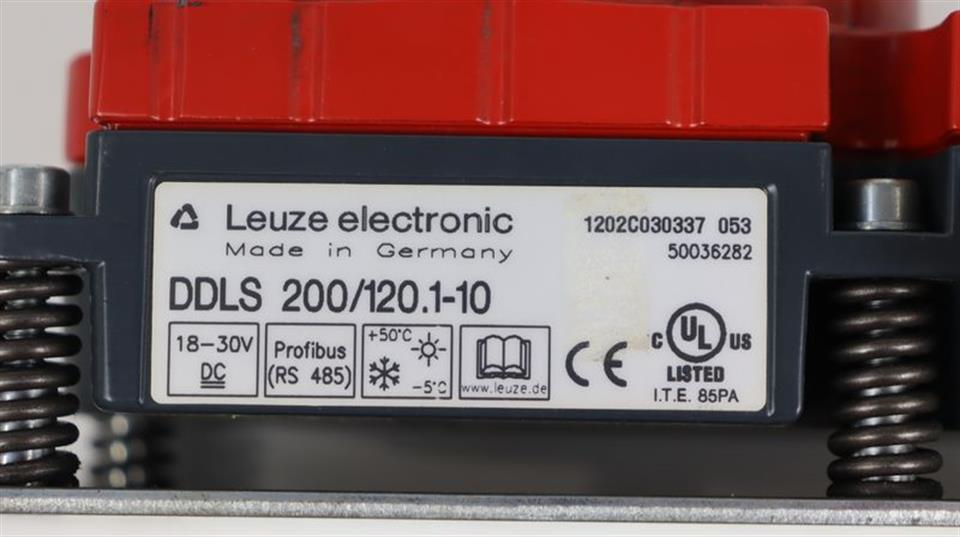 Leuze electronic
Made in Germany
1202C030337 053
50036282
DDLS 200/120.1-10
18-30V
DC
Profibus
(RS 485)
+50°C
-5°C
www.leuze.de
CE
C UL US
LISTED
I.T.E. 85PA